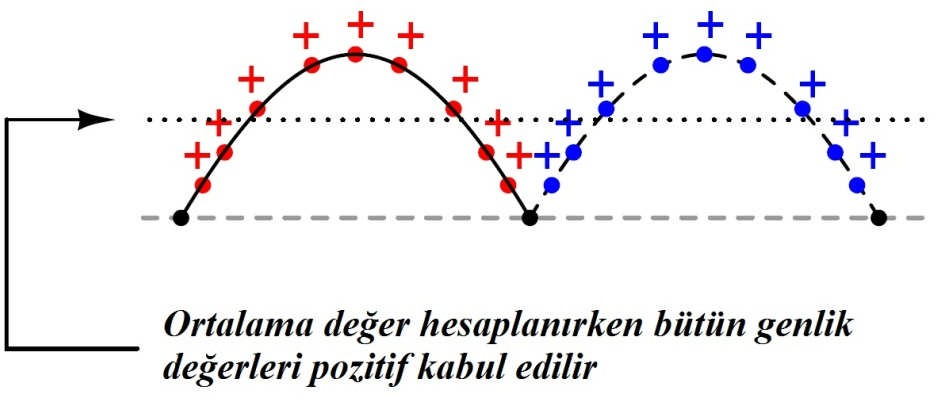 Ortalama değer hesaplanırken bütün genlik
değerleri pozitif kabul edilir